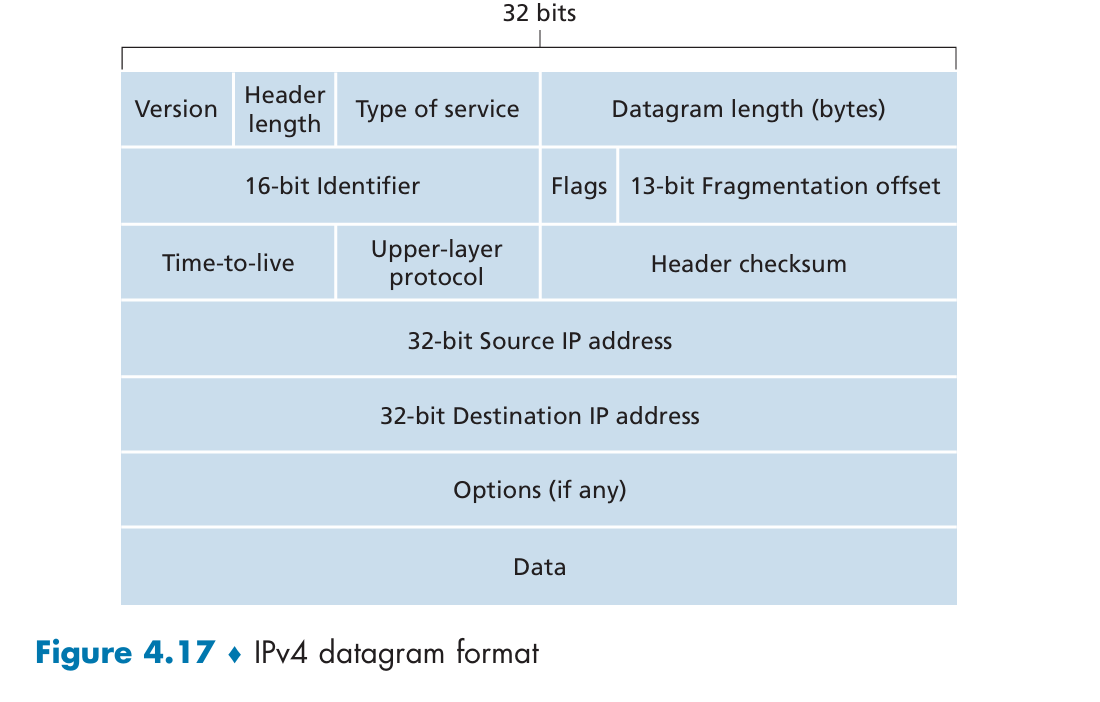 32 bits
Version
Header
length
Type of service
Datagram length (bytes)
16-bit Identifier
Flags
13-bit Fragmentation offset
Time-to-live
Upper-layer
protocol
Header checksum
32-bit Source IP address
32-bit Destination IP address
Options (if any)
Data
Figure 4.17 ♦ IPv4 datagram format